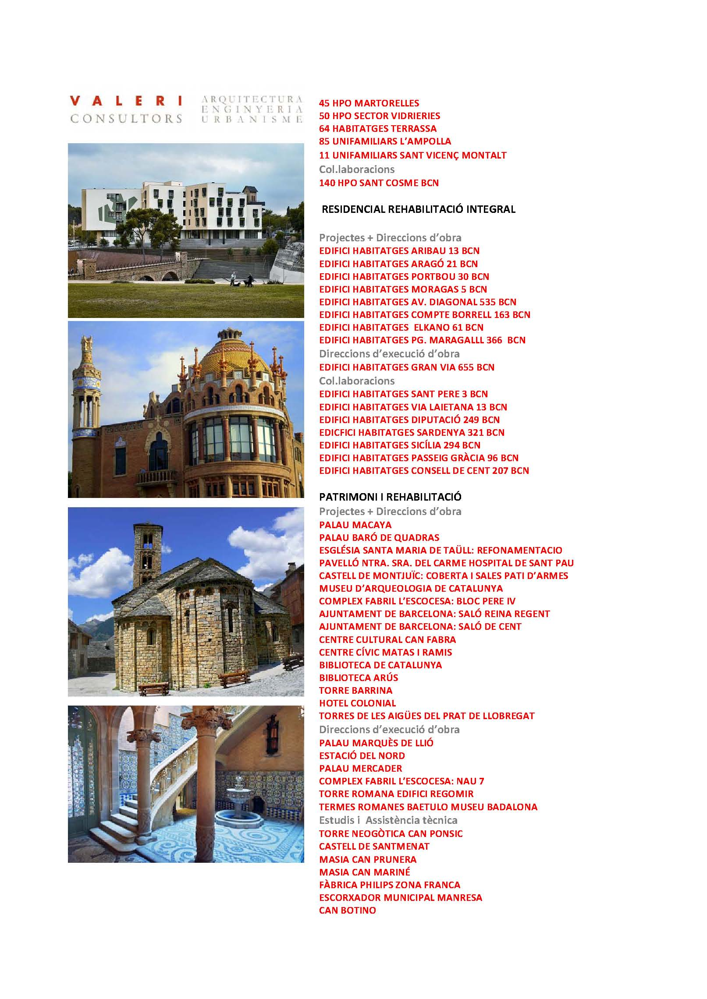 VALERI
CONSULTORS
ARQUITECTURA
ENGINYERIA
URBANISME
45 HPO MARTORELLES
50 HPO SECTOR VIDRIERIES
64 HABITATGES TERRASSA
85 UNIFAMILIARS L'AMPOLLA
11 UNIFAMILIARS SANT VICENÇ MONTALT
Col.laboracions
140 HPO SANT COSME BCN
RESIDENCIAL REHABILITACIÓ INTEGRAL
Projectes + Direccions d'obra
EDIFICI HABITATGES ARIBAU 13 BCN
EDIFICI HABITATGES ARAGÓ 21 BCN
EDIFICI HABITATGES PORTBOU 30 BCN
EDIFICI HABITATGES MORAGAS 5 BCN
EDIFICI HABITATGES AV. DIAGONAL 535 BCN
EDIFICI HABITATGES COMPTE BORRELL 163 BCN
EDIFICI HABITATGES  ELKANO 61 BCN
EDIFICI HABITATGES PG. MARAGALLL 366  BCN
Direccions d'execució d'obra
EDIFICI HABITATGES GRAN VIA 655 BCN
Col.laboracions
EDIFICI HABITATGES SANT PERE 3 BCN
EDIFICI HABITATGES VIA LAIETANA 13 BCN
EDIFICI HABITATGES DIPUTACIÓ 249 BCN
EDICFICI HABITATGES SARDENYA 321 BCN
EDIFICI HABITATGES SICÍLIA 294 BCN
EDIFICI HABITATGES PASSEIG GRÀCIA 96 BCN
EDIFICI HABITATGES CONSELL DE CENT 207 BCN
PATRIMONI I REHABILITACIÓ
Projectes + Direccions d'obra
PALAU MACAYA
PALAU BARÓ DE QUADRAS
ESGLÉSIA SANTA MARIA DE TAÜLL: REFONAMENTACIO
PAVELLÓ NTRA. SRA. DEL CARME HOSPITAL DE SANT PAU
CASTELL DE MONTJUÏC: COBERTA I SALES PATI D'ARMES
MUSEU D'ARQUEOLOGIA DE CATALUNYA
COMPLEX FABRIL L'ESCOCESA: BLOC PERE IV
AJUNTAMENT DE BARCELONA: SALÓ REINA REGENT
AJUNTAMENT DE BARCELONA: SALÓ DE CENT
CENTRE CULTURAL CAN FABRA
CENTRE CÍVIC MATAS I RAMIS
BIBLIOTECA DE CATALUNYA
BIBLIOTECA ARÚS
TORRE BARRINA
HOTEL COLONIAL
TORRES DE LES AIGÜES DEL PRAT DE LLOBREGAT
Direccions d'execució d'obra
PALAU MARQUÈS DE LLIÓ
ESTACIÓ DEL NORD
PALAU MERCADER
COMPLEX FABRIL L'ESCOCESA: NAU 7
TORRE ROMANA EDIFICI REGOMIR
TERMES ROMANES BAETULO MUSEU BADALONA
Estudis i  Assistència tècnica
TORRE NEOGÒTICA CAN PONSIC
CASTELL DE SANTMENAT
MASIA CAN PRUNERA
MASIA CAN MARINÉ
FÀBRICA PHILIPS ZONA FRANCA
ESCORXADOR MUNICIPAL MANRESA
CAN BOTINO